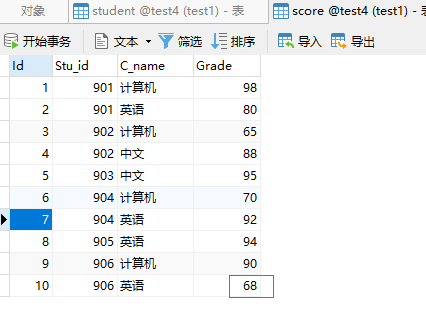 对象 student @test4 (test1) - 表 score @test4 (test1) - 表
开始事务 文本 筛选 排序 导入 导出
Id Stu_id C_name Grade
1 901 计算机 98
2 901 英语 80
3 902 计算机 65
4 902 中文 88
5 903 中文 95
6 904 计算机 70
7 904 英语 92
8 905 英语 94
9 906 计算机 90
10 906 英语 68